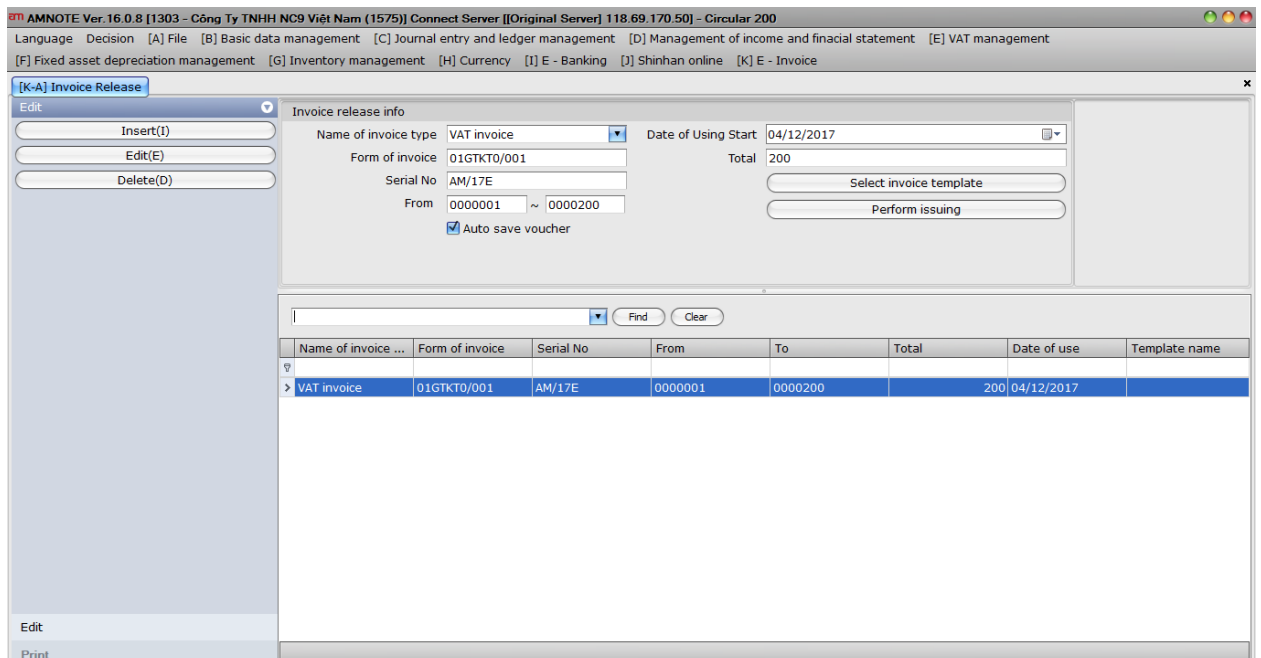 am AMNOTE Ver.16.0.8 [1303 - Công Ty TNHH NC9 Việt Nam (1575)] Connect Server [[Original Server] 118.69.170.50] - Circular 200
Language Decision [A] File [B] Basic data management [C] Journal entry and ledger management [D] Management of income and finacial statement [E] VAT management
[F] Fixed asset depreciation management [G] Inventory management [H] Currency [I] E - Banking [J] Shinhan online [K] E - Invoice
[K-A] Invoice Release
Edit
Insert(I)
Edit(E)
Delete(D)
Invoice release info
Name of invoice type VAT invoice Date of Using Start 04/12/2017
Form of invoice 01GTKT0/001 Total 200
Serial No AM/17E Select invoice template
From 0000001 ~ 0000200 Perform issuing
Auto save voucher
Find Clear
Name of invoice ... Form of invoice Serial No From To Total Date of use Template name
VAT invoice 01GTKT0/001 AM/17E 0000001 0000200 200 04/12/2017
Edit
Print